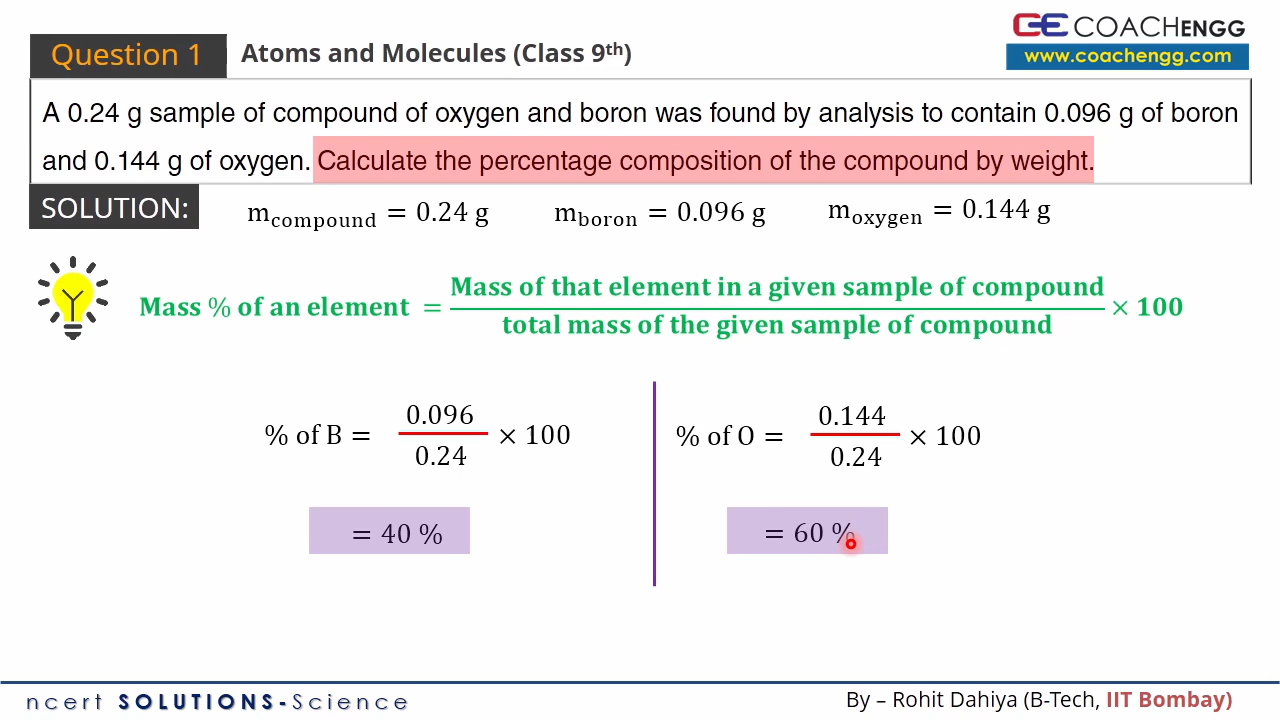 Question 1
Atoms and Molecules (Class 9th)
CE COACHENGG
www.coachengg.com
A 0.24 g sample of compound of oxygen and boron was found by analysis to contain 0.096 g of boron
and 0.144 g of oxygen. Calculate the percentage composition of the compound by weight.
SOLUTION:
m_compound = 0.24 g
m_boron = 0.096 g
m_oxygen = 0.144 g
Mass % of an element = Mass of that element in a given sample of compound / total mass of the given sample of compound × 100
% of B = 0.096 / 0.24 × 100
= 40 %
% of O = 0.144 / 0.24 × 100
= 60 %
ncert SOLUTIONS-Science
By – Rohit Dahiya (B-Tech, IIT Bombay)